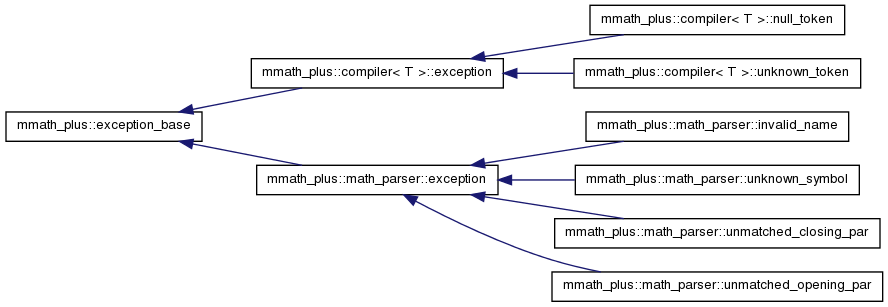 mmath_plus::compiler< T >::null_token
mmath_plus::compiler< T >::exception
mmath_plus::compiler< T >::unknown_token
mmath_plus::exception_base
mmath_plus::math_parser::invalid_name
mmath_plus::math_parser::exception
mmath_plus::math_parser::unknown_symbol
mmath_plus::math_parser::unmatched_closing_par
mmath_plus::math_parser::unmatched_opening_par